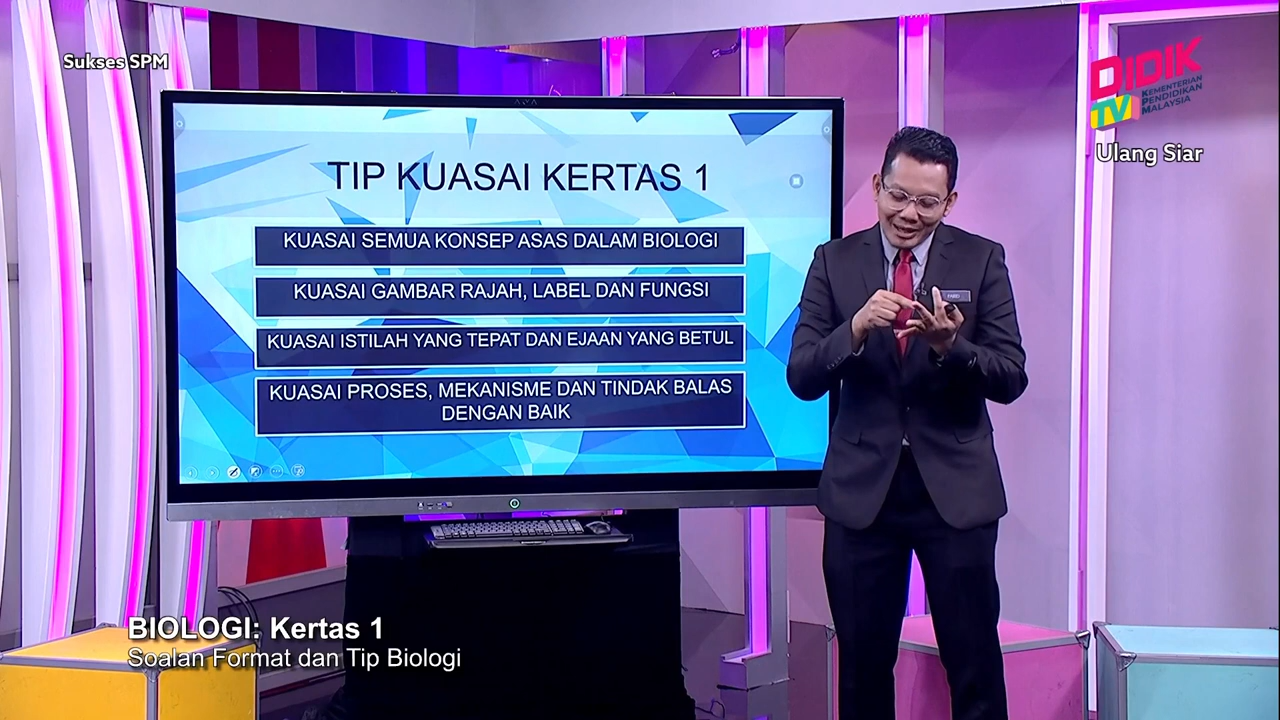 Sukses SPM
DIDIK
TV
KEMENTERIAN
PENDIDIKAN
MALAYSIA
Ulang Siar
TIP KUASAI KERTAS 1
KUASAI SEMUA KONSEP ASAS DALAM BIOLOGI
KUASAI GAMBAR RAJAH, LABEL DAN FUNGSI
KUASAI ISTILAH YANG TEPAT DAN EJAAN YANG BETUL
KUASAI PROSES, MEKANISME DAN TINDAK BALAS
DENGAN BAIK
BIOLOGI: Kertas 1
Soalan Format dan Tip Biologi